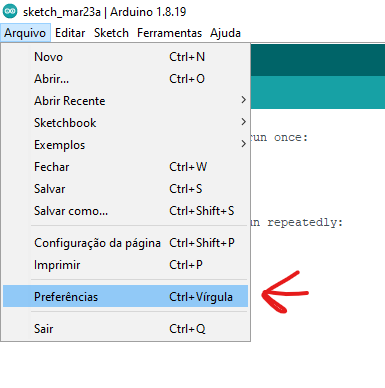 sketch_mar23a | Arduino 1.8.19
Arquivo Editar Sketch Ferramentas Ajuda
Novo Ctrl+N
Abrir... Ctrl+O
Abrir Recente
Sketchbook
run once:
Exemplos
Fechar Ctrl+W
Salvar Ctrl+S
Salvar como... Ctrl+Shift+S
un repeatedly:
Configuração da página Ctrl+Shift+P
Imprimir Ctrl+P
Preferências Ctrl+Vírgula
Sair Ctrl+Q